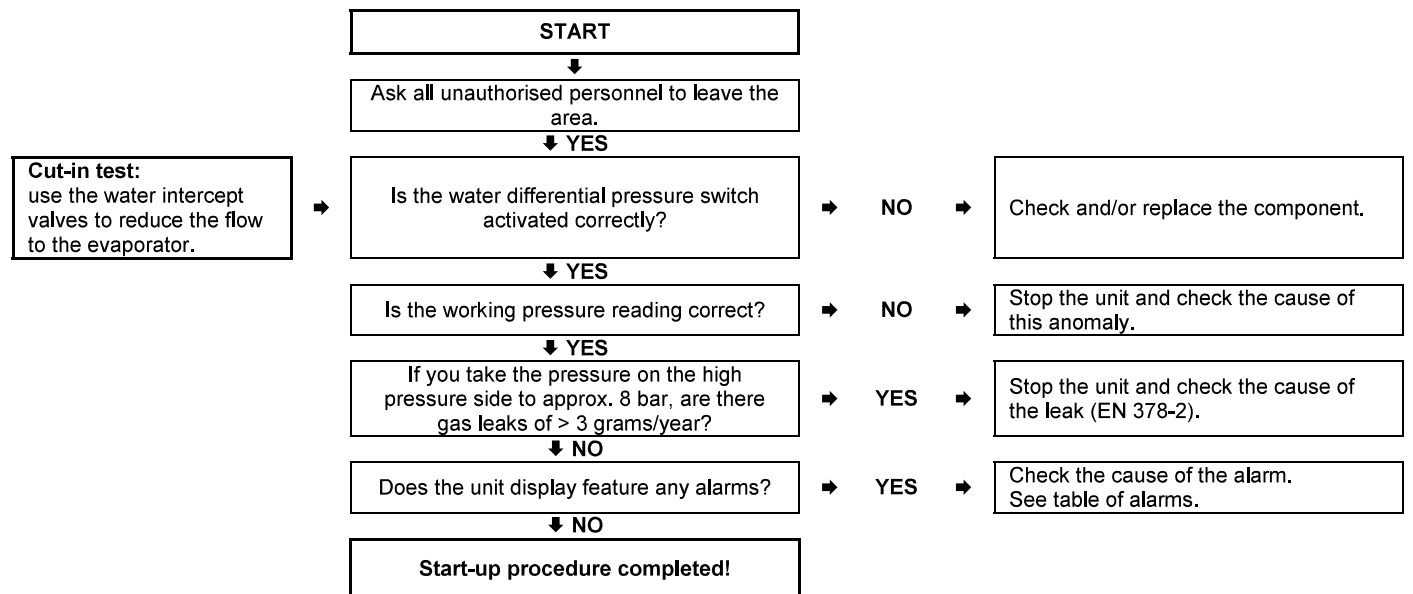 START
Ask all unauthorised personnel to leave the
area.
YES
Cut-in test:
use the water intercept
valves to reduce the flow
to the evaporator.
Is the water differential pressure switch
activated correctly?
NO
Check and/or replace the component.
YES
Is the working pressure reading correct?
NO
Stop the unit and check the cause of
this anomaly.
YES
If you take the pressure on the high
pressure side to approx. 8 bar, are there
gas leaks of > 3 grams/year?
YES
Stop the unit and check the cause of
the leak (EN 378-2).
NO
Does the unit display feature any alarms?
YES
Check the cause of the alarm.
See table of alarms.
NO
Start-up procedure completed!